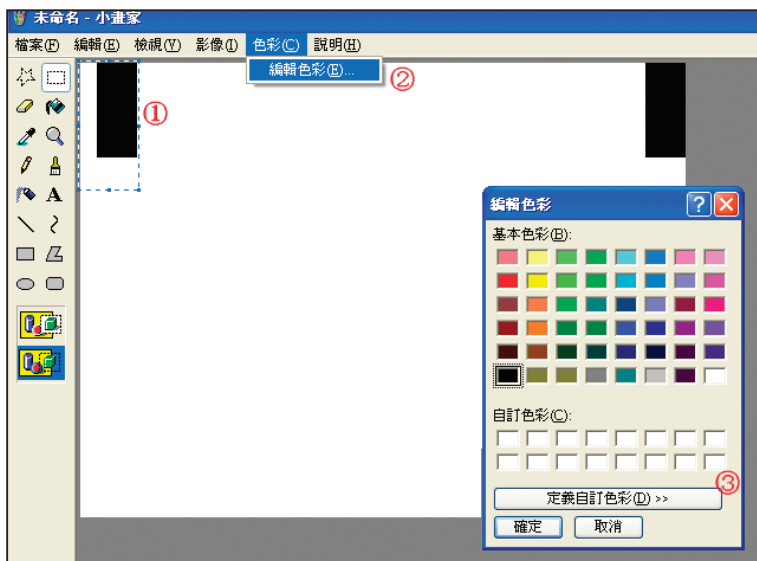 未命名 - 小畫家
檔案(F) 編輯(E) 檢視(V) 影像(I) 色彩(C) 說明(H)
編輯色彩(E)...
②
①
A
編輯色彩
?
基本色彩(B):
自訂色彩(C):
③
定義自訂色彩(D) >>
確定 取消